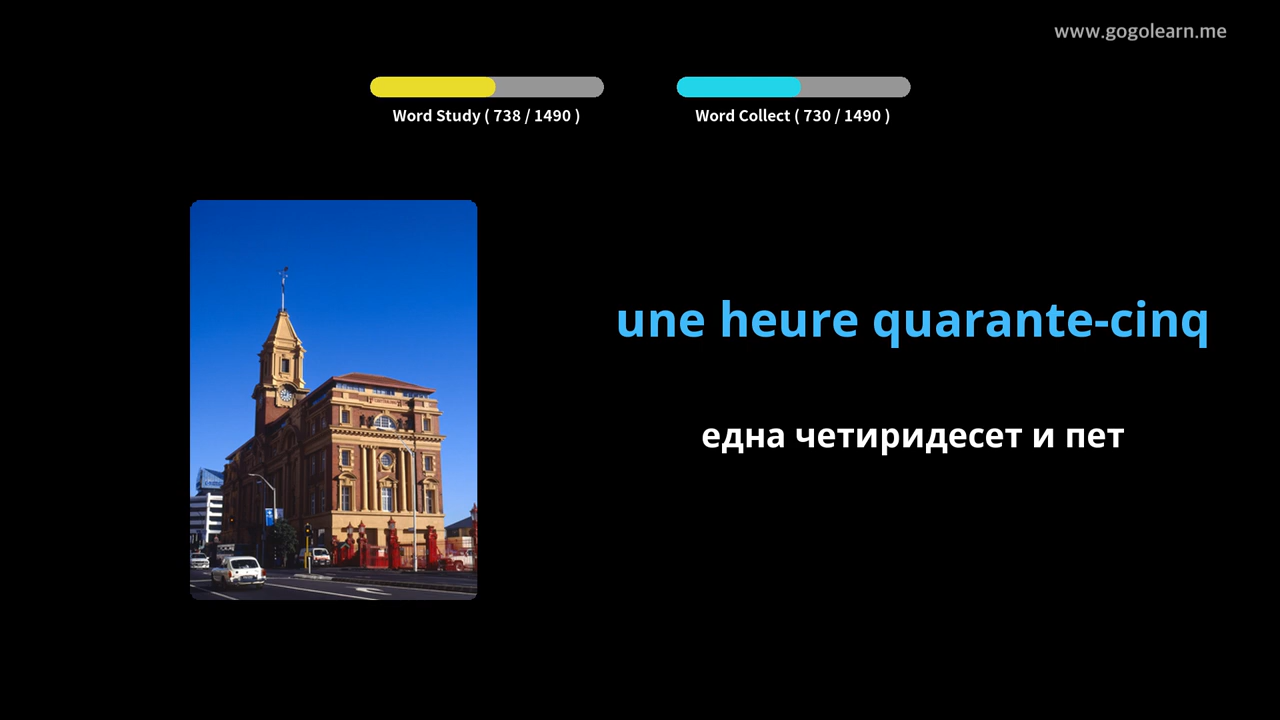 www.gogolearn.me
Word Study ( 738 / 1490 )
Word Collect ( 730 / 1490 )
une heure quarante-cinq
една четиридесет и пет